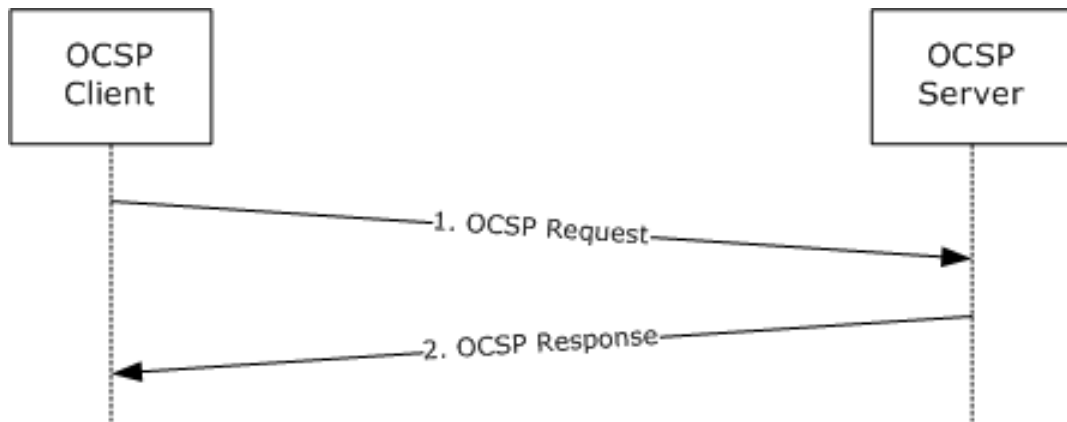 OCSP
Client
OCSP
Server
1. OCSP Request
2. OCSP Response